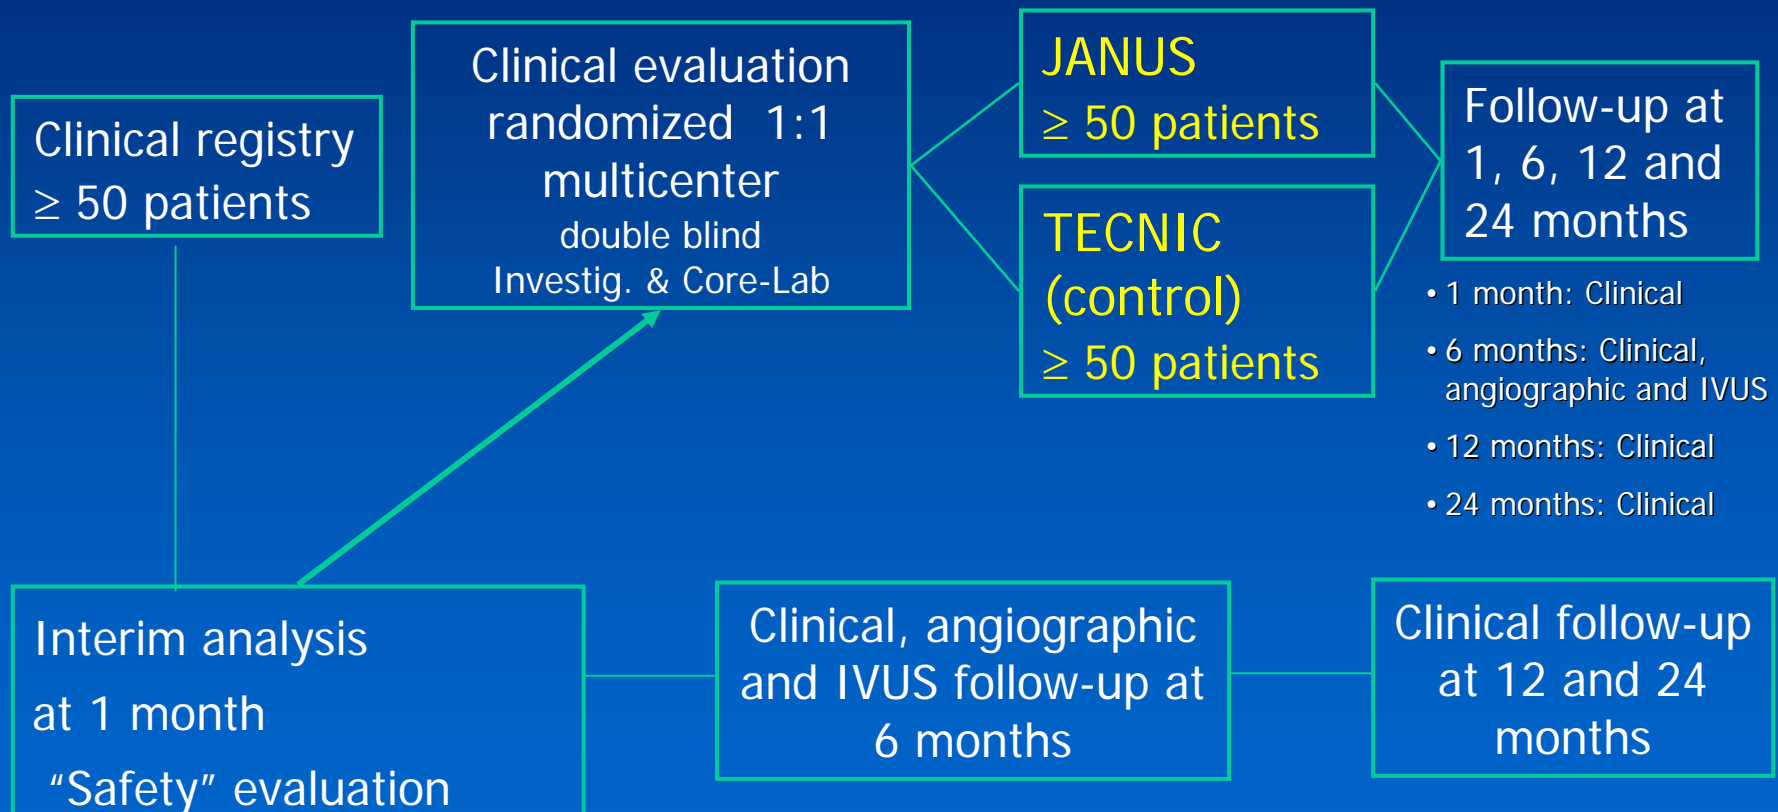 Clinical registry
≥ 50 patients
Clinical evaluation
randomized 1:1
multicenter
double blind
Investig. & Core-Lab
JANUS
≥ 50 patients
TECNIC
(control)
≥ 50 patients
Follow-up at
1, 6, 12 and
24 months
• 1 month: Clinical
• 6 months: Clinical,
angiographic and IVUS
• 12 months: Clinical
• 24 months: Clinical
Interim analysis
at 1 month
“Safety” evaluation
Clinical, angiographic
and IVUS follow-up at
6 months
Clinical follow-up
at 12 and 24
months